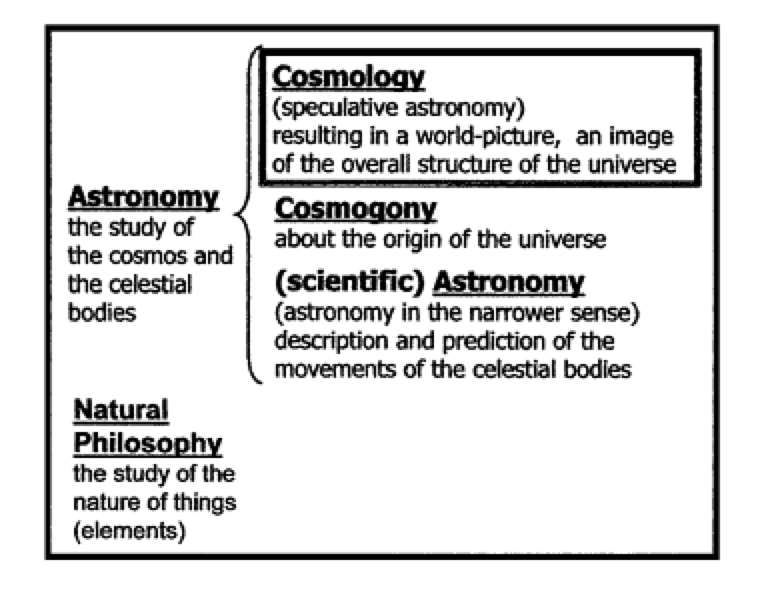 Cosmology
(speculative astronomy)
resulting in a world-picture, an image
of the overall structure of the universe
Astronomy
the study of
the cosmos and
the celestial
bodies
Cosmogony
about the origin of the universe
(scientific) Astronomy
(astronomy in the narrower sense)
description and prediction of the
movements of the celestial bodies
Natural
Philosophy
the study of the
nature of things
(elements)